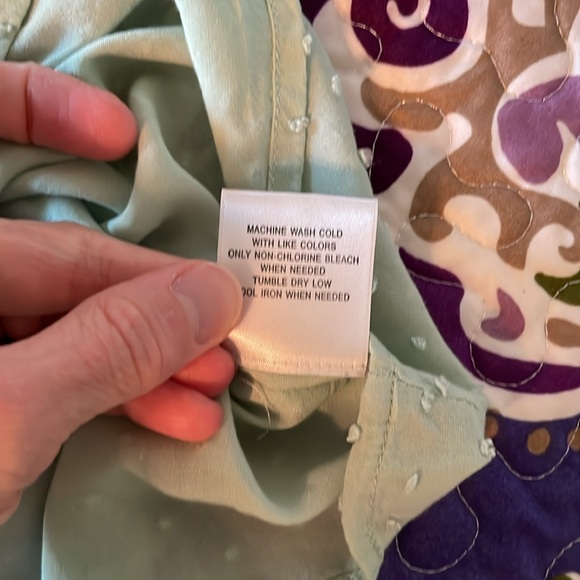 MACHINE WASH COLD
WITH LIKE COLORS
ONLY NON-CHLORINE BLEACH
WHEN NEEDED
TUMBLE DRY LOW
OOL IRON WHEN NEEDED